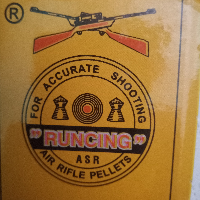 ®
FOR ACCURATE SHOOTING
" RUNCING "
ASR
AIR RIFLE PELLETS